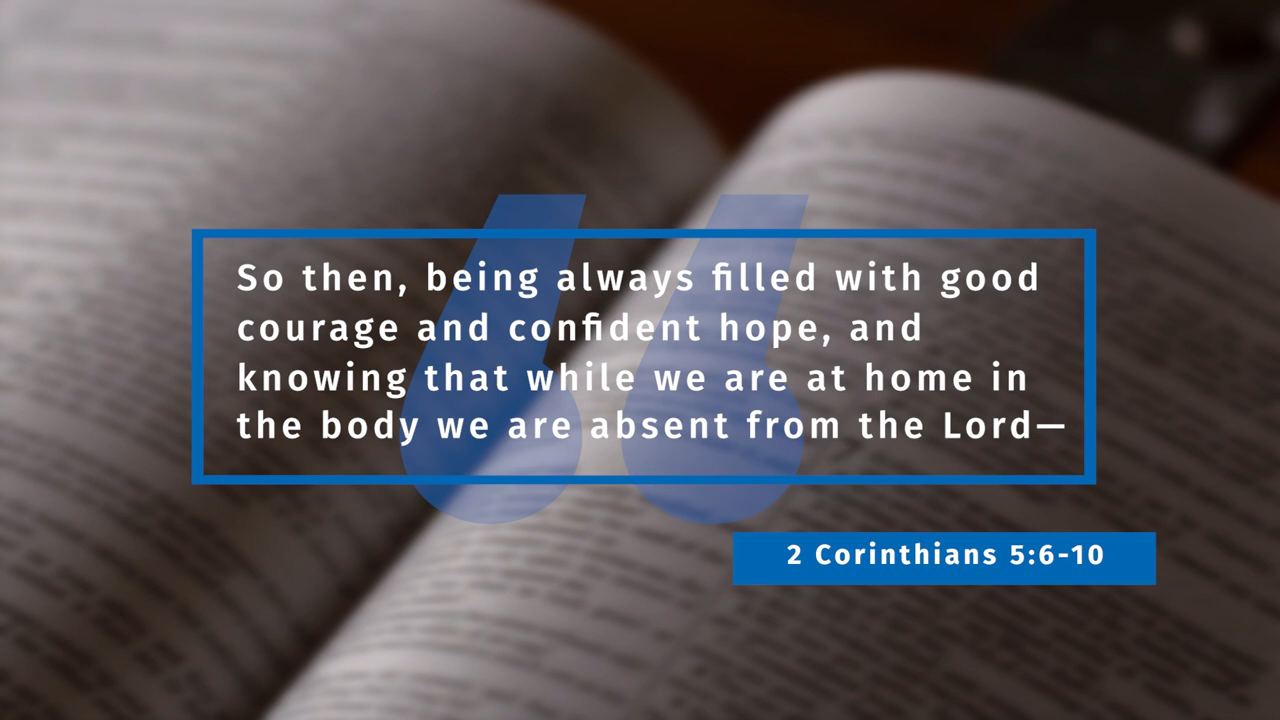 So then, being always filled with good
courage and confident hope, and
knowing that while we are at home in
the body we are absent from the Lord—
2 Corinthians 5:6-10